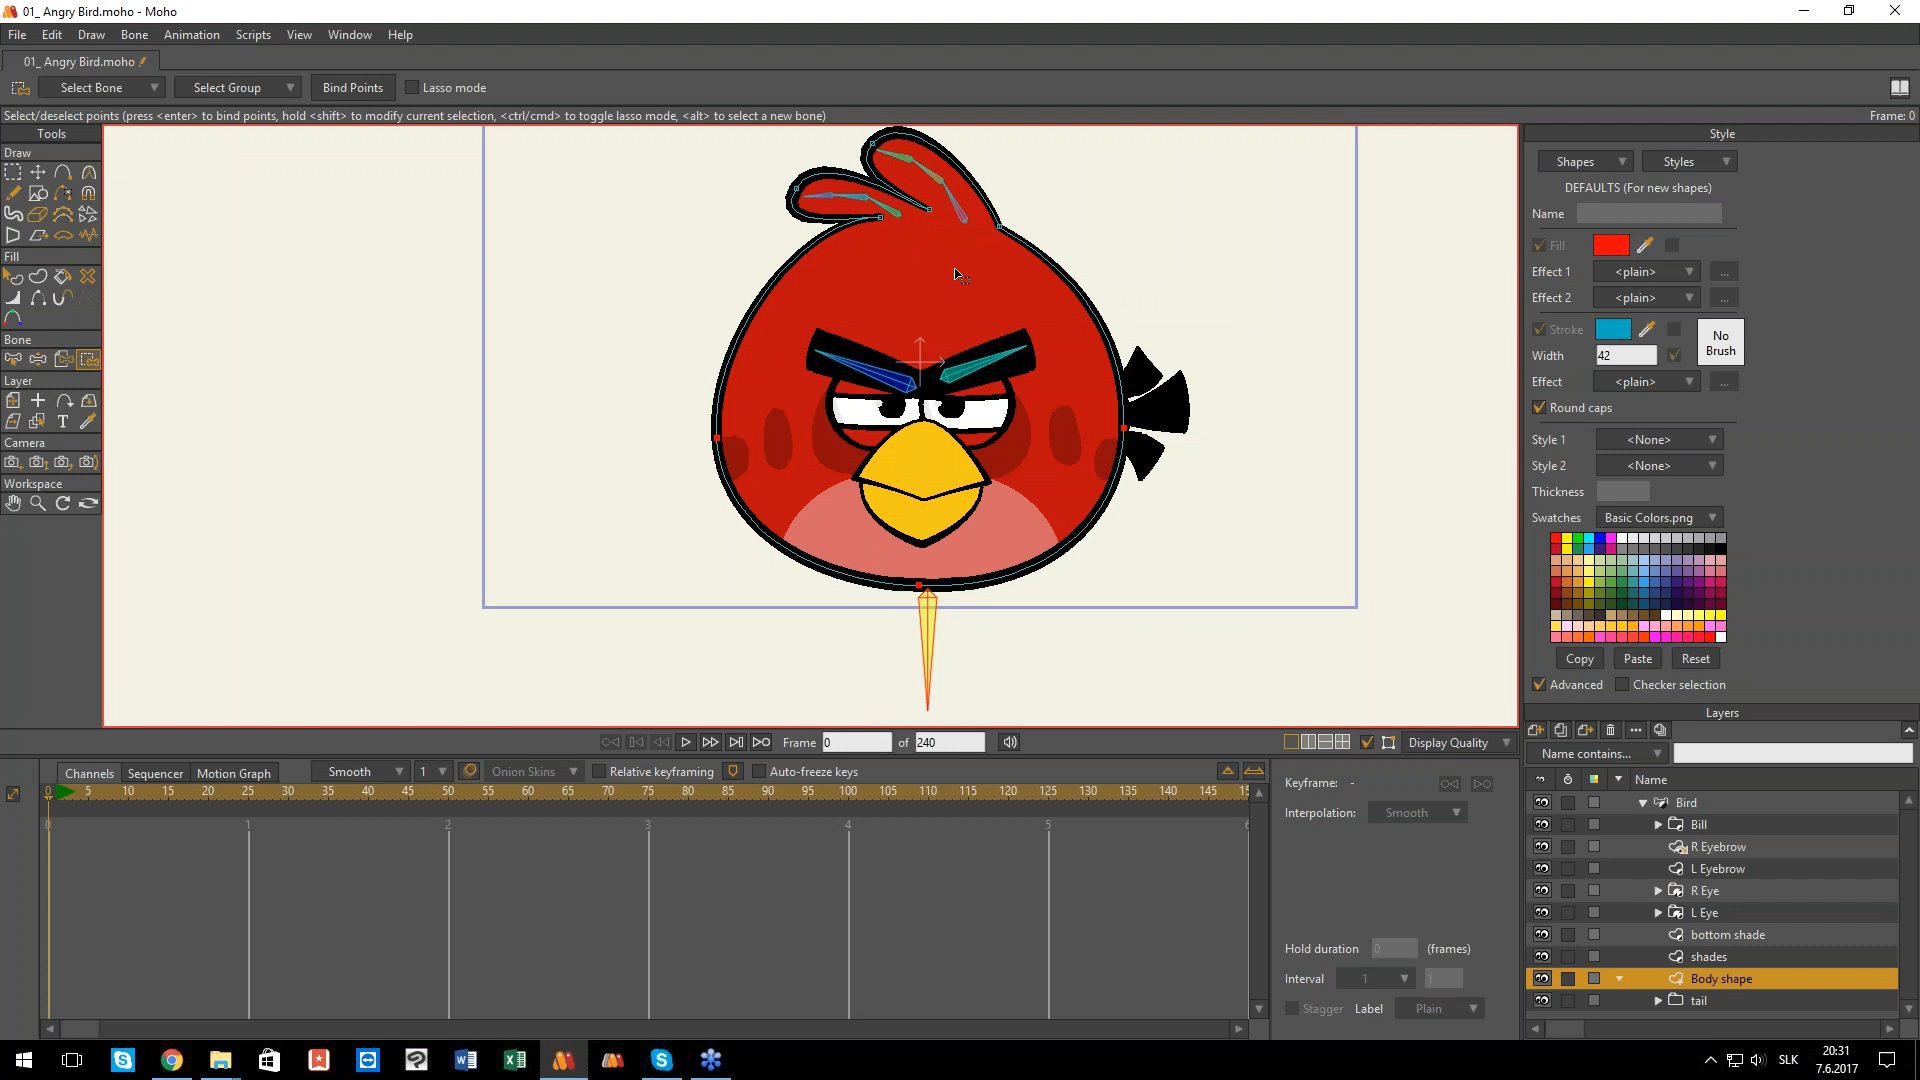 01_ Angry Bird.moho - Moho
File Edit Draw Bone Animation Scripts View Window Help
01_ Angry Bird.moho
Select Bone Select Group Bind Points Lasso mode
Select/deselect points (press <enter> to bind points, hold <shift> to modify current selection, <ctrl/cmd> to toggle lasso mode, <alt> to select a new bone) Frame: 0
Tools
Draw
Fill
Bone
Layer
Camera
Workspace
Style
Shapes Styles
DEFAULTS (For new shapes)
Name
Fill
Effect 1 <plain> ...
Effect 2 <plain> ...
Stroke
No Brush
Width 42
Effect <plain> ...
Round caps
Style 1 <None>
Style 2 <None>
Thickness
Swatches Basic Colors.png
Copy Paste Reset
Advanced Checker selection
Layers
Name contains...
Name
Bird
Bill
R Eyebrow
L Eyebrow
R Eye
L Eye
bottom shade
shades
Body shape
tail
Frame 0 of 240 Display Quality
Channels Sequencer Motion Graph Smooth 1 Onion Skins Relative keyframing Auto-freeze keys
0 5 10 15 20 25 30 35 40 45 50 55 60 65 70 75 80 85 90 95 100 105 110 115 120 125 130 135 140 145 15
0 1 2 3 4 5 6
Keyframe: -
Interpolation: Smooth
Hold duration 0 (frames)
Interval 1 1
Stagger Label Plain
SLK
20:31
7.6.2017